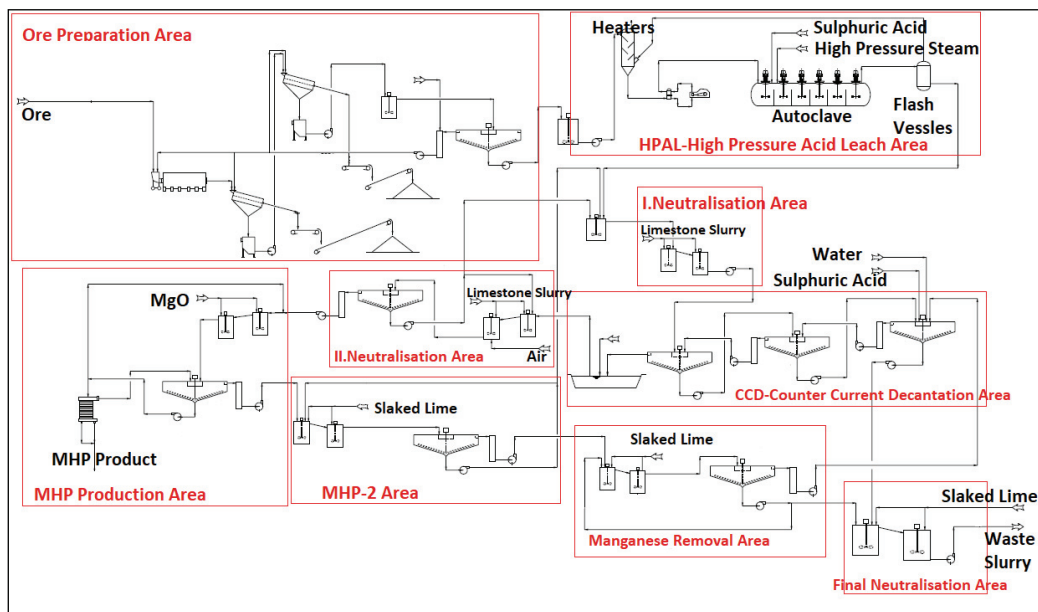 Ore Preparation Area
Ore
Heaters
Sulphuric Acid
High Pressure Steam
Autoclave
Flash
Vessles
HPAL-High Pressure Acid Leach Area
I.Neutralisation Area
Limestone Slurry
Water
Sulphuric Acid
MgO
Limestone Slurry
Air
II.Neutralisation Area
CCD-Counter Current Decantation Area
MHP Product
MHP Production Area
Slaked Lime
MHP-2 Area
Slaked Lime
Manganese Removal Area
Slaked Lime
Waste
Slurry
Final Neutralisation Area